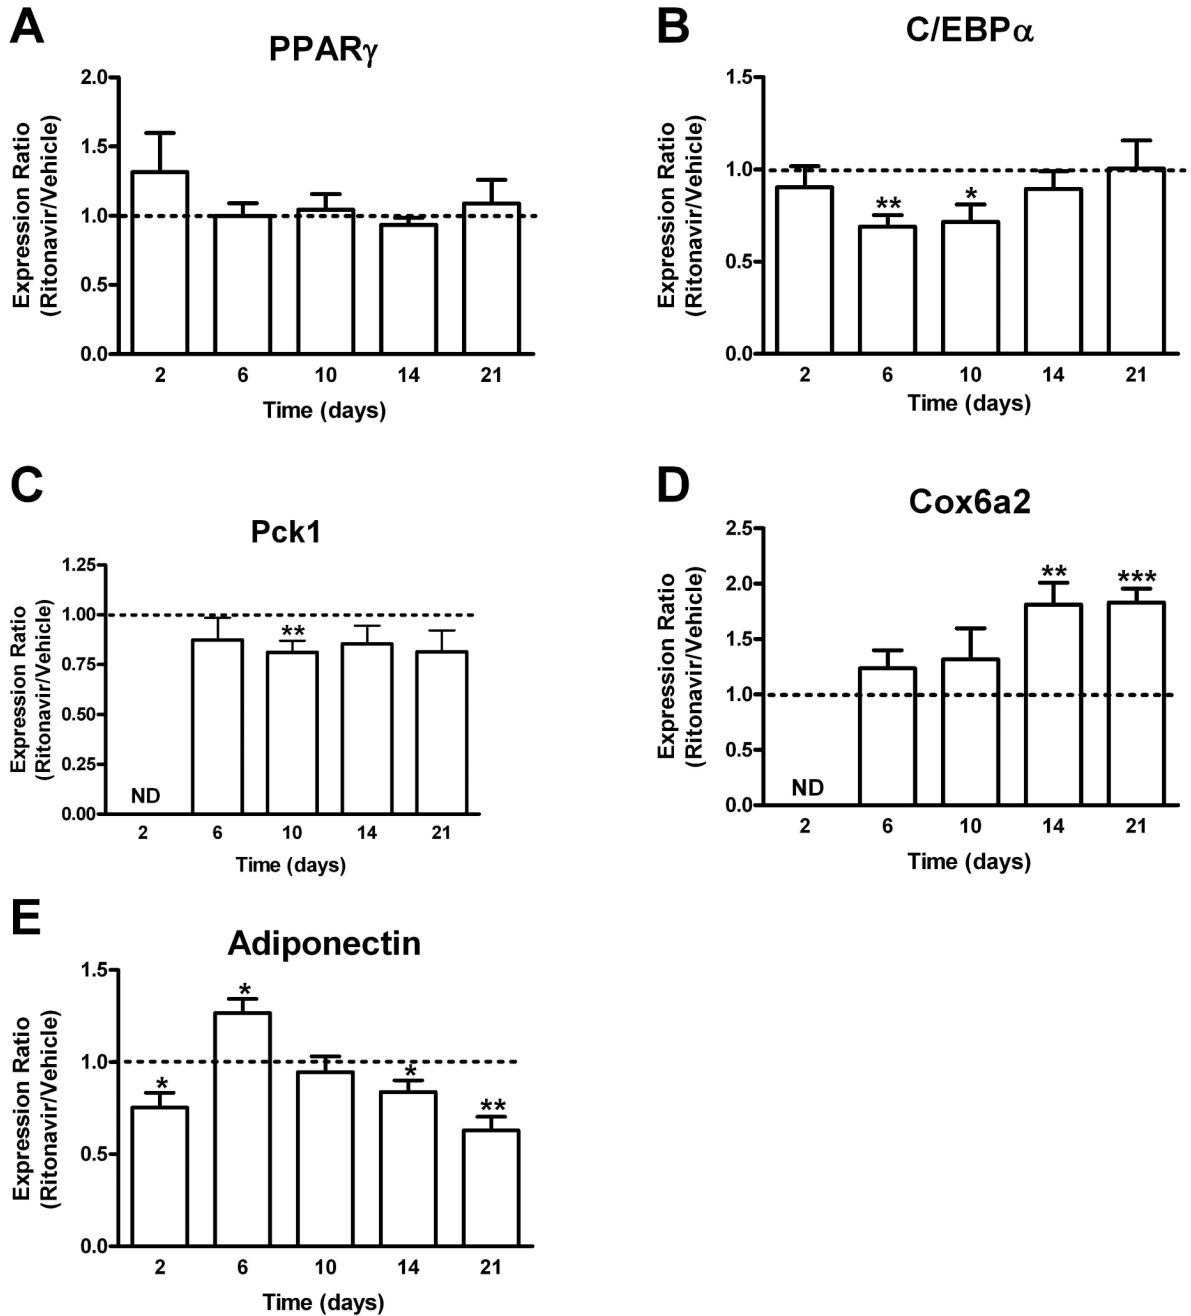 A
PPARγ
Expression Ratio
(Ritonavir/Vehicle)
2.0
1.5
1.0
0.5
0.0
2 6 10 14 21
Time (days)
B
C/EBPα
Expression Ratio
(Ritonavir/Vehicle)
1.5
1.0
0.5
0.0
** *
2 6 10 14 21
Time (days)
C
Pck1
Expression Ratio
(Ritonavir/Vehicle)
1.25
1.00
0.75
0.50
0.25
0.00
**
ND
2 6 10 14 21
Time (days)
D
Cox6a2
Expression Ratio
(Ritonavir/Vehicle)
2.5
2.0
1.5
1.0
0.5
0.0
** ***
ND
2 6 10 14 21
Time (days)
E
Adiponectin
Expression Ratio
(Ritonavir/Vehicle)
1.5
1.0
0.5
0.0
* * * **
2 6 10 14 21
Time (days)